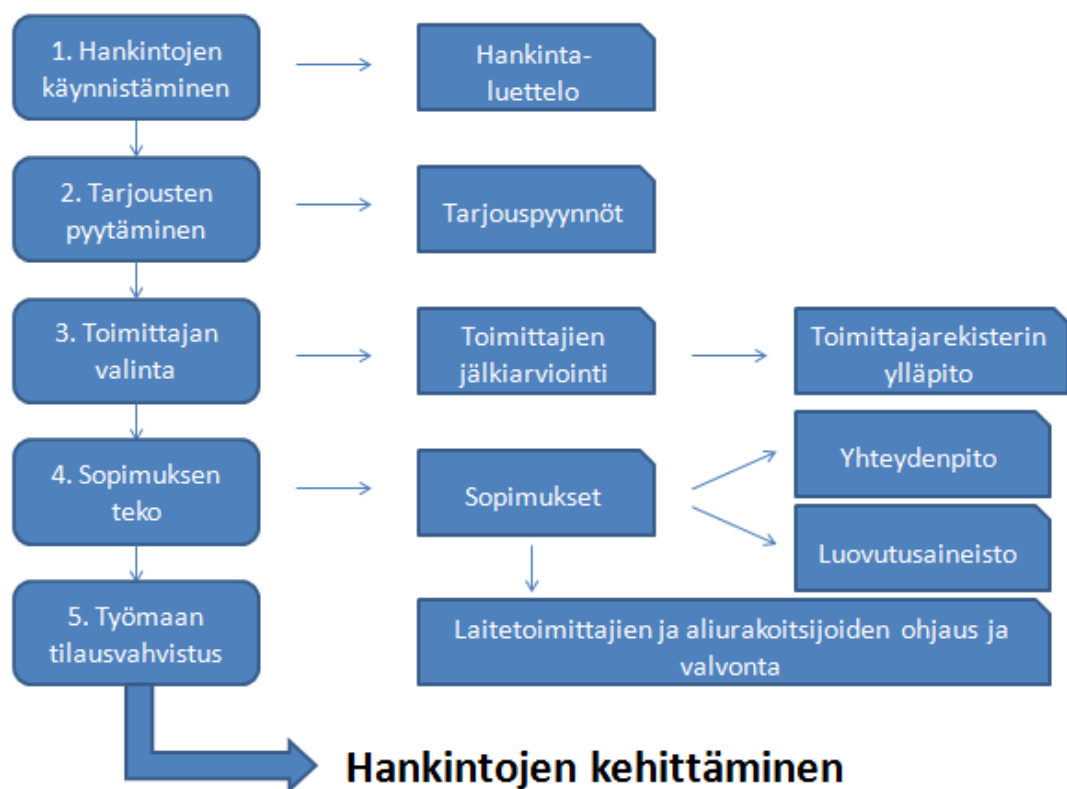 1. Hankintojen
käynnistäminen
Hankinta-
luettelo
2. Tarjousten
pyytäminen
Tarjouspyynnöt
3. Toimittajan
valinta
Toimittajien
jälkiarviointi
Toimittajarekisterin
ylläpito
4. Sopimuksen
teko
Sopimukset
Yhteydenpito
Luovutusaineisto
5. Työmaan
tilausvahvistus
Laitetoimittajien ja aliurakoitsijoiden ohjaus ja
valvonta
Hankintojen kehittäminen